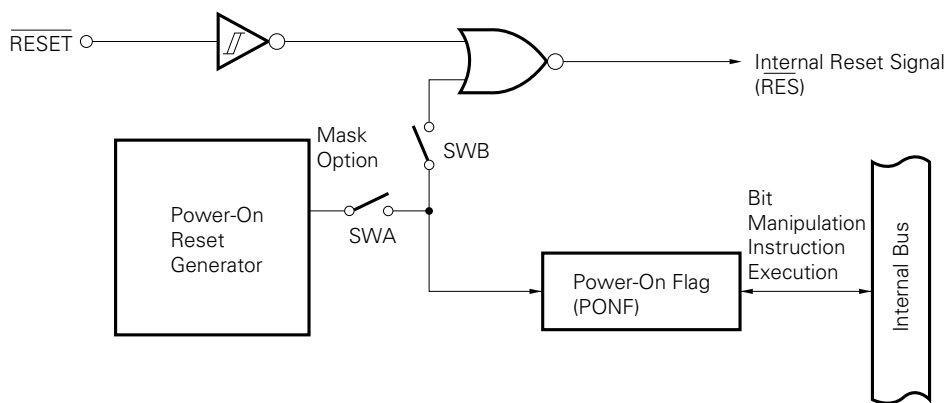 RESET
Internal Reset Signal
(RES)
Mask
Option
SWB
Power-On
Reset
Generator
SWA
Bit
Manipulation
Instruction
Execution
Power-On Flag
(PONF)
Internal Bus